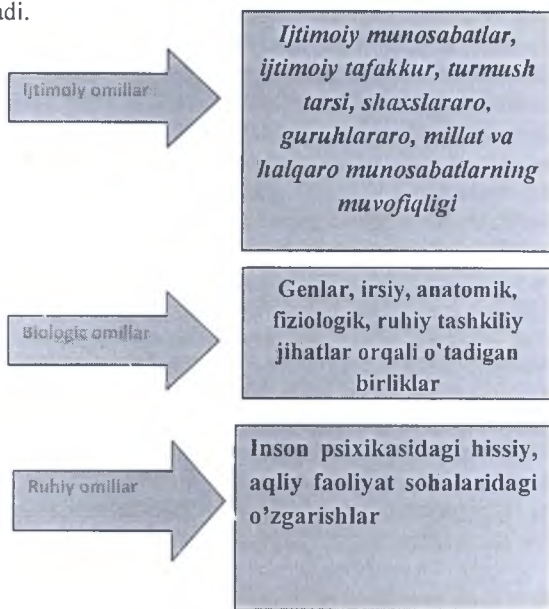 adi.
Ijtimoiy omillar
Ijtimoiy munosabatlar,
ijtimoiy tafakkur, turmush
tarsi, shaxslararo,
guruhlararo, millat va
halqaro munosabatlarning
muvofiqligi
Biologic omillar
Genlar, irsiy, anatomik,
fiziologik, ruhiy tashkiliy
jihatlar orqali o'tadigan
birliklar
Ruhiy omillar
Inson psixikasidagi hissiy,
aqliy faoliyat sohalaridagi
o'zgarishlar